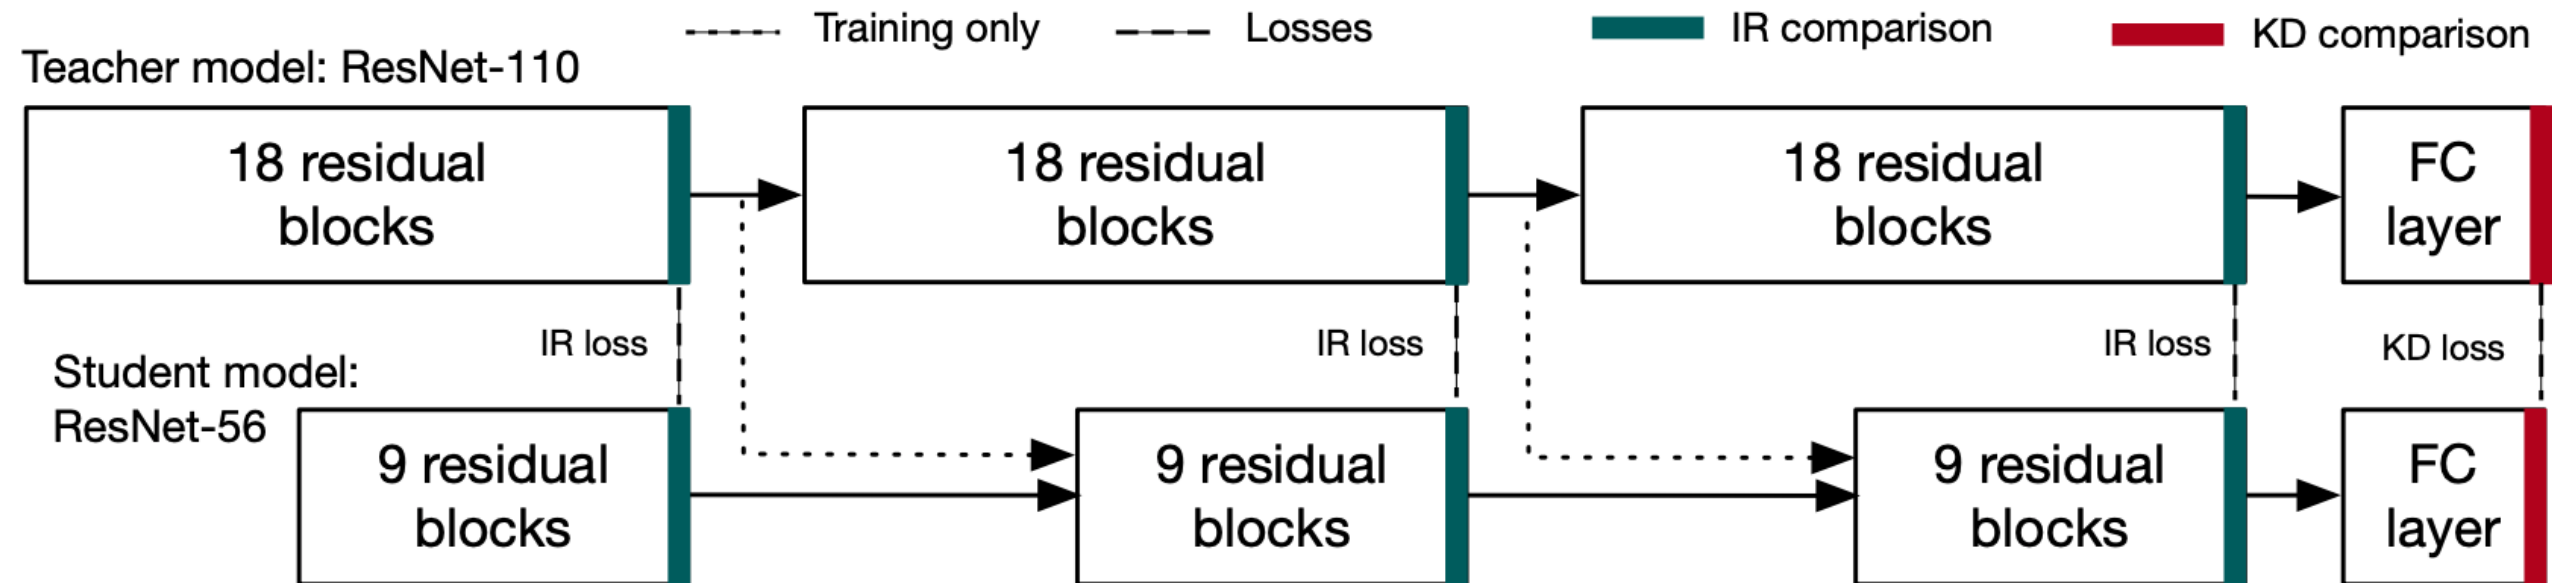 Training only
Losses
IR comparison
KD comparison
Teacher model: ResNet-110
18 residual
blocks
18 residual
blocks
18 residual
blocks
FC
layer
IR loss
IR loss
IR loss
KD loss
Student model:
ResNet-56
9 residual
blocks
9 residual
blocks
9 residual
blocks
FC
layer